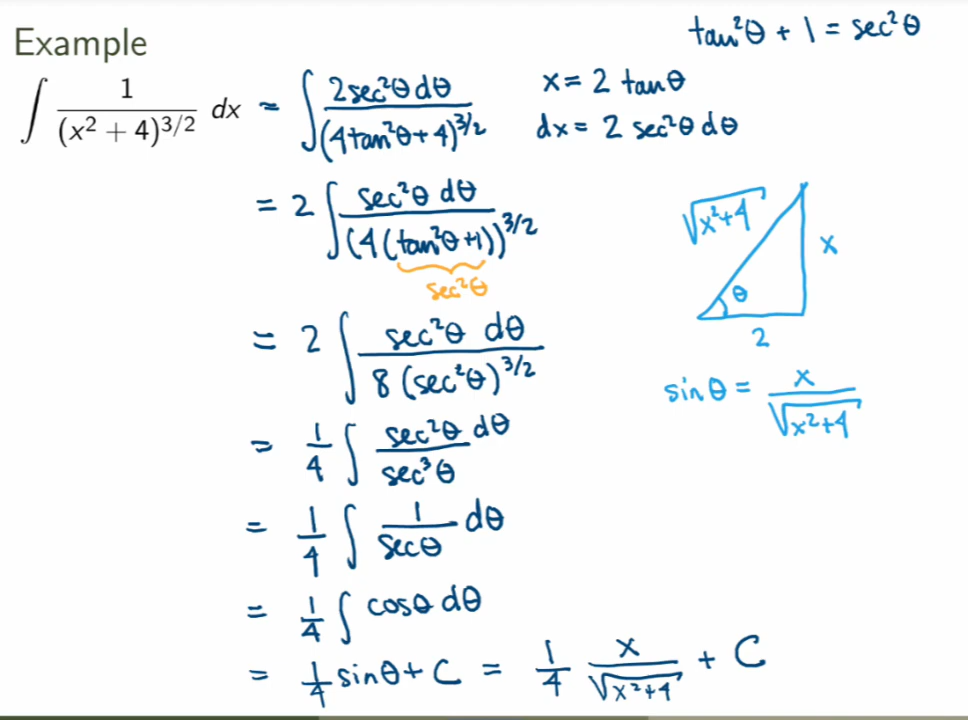 Example
tan²θ + 1 = sec²θ
∫ 1/(x² + 4)^{3/2} dx = ∫ 2sec²θ dθ/(4tan²θ + 4)^{3/2}
x = 2 tanθ
dx = 2 sec²θ dθ
= 2 ∫ sec²θ dθ/(4(tan²θ+1))^{3/2}
sec²θ
√x²+4
x
θ
2
= 2 ∫ sec²θ dθ/8 (sec²θ)^{3/2}
sinθ = x/√x²+4
= 1/4 ∫ sec²θ dθ/sec³θ
= 1/4 ∫ 1/secθ dθ
= 1/4 ∫ cosθ dθ
= 1/4 sinθ + C = 1/4 x/√x²+4 + C